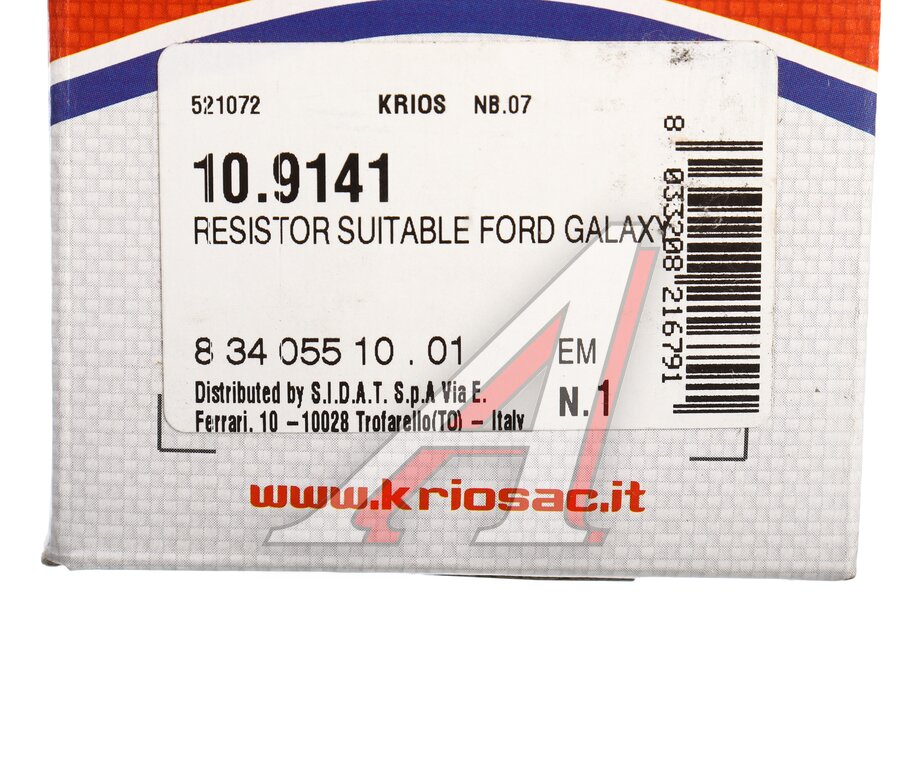 521072 KRIOS NB.07
10.9141
RESISTOR SUITABLE FORD GALAXY
8 34 055 10 . 01 EM
Distributed by S.I.D.A.T. S.p.A Via E.
Ferrari, 10 -10028 Trofarello(TO) - Italy
N.1
8 033208 216791
www.kriosac.it